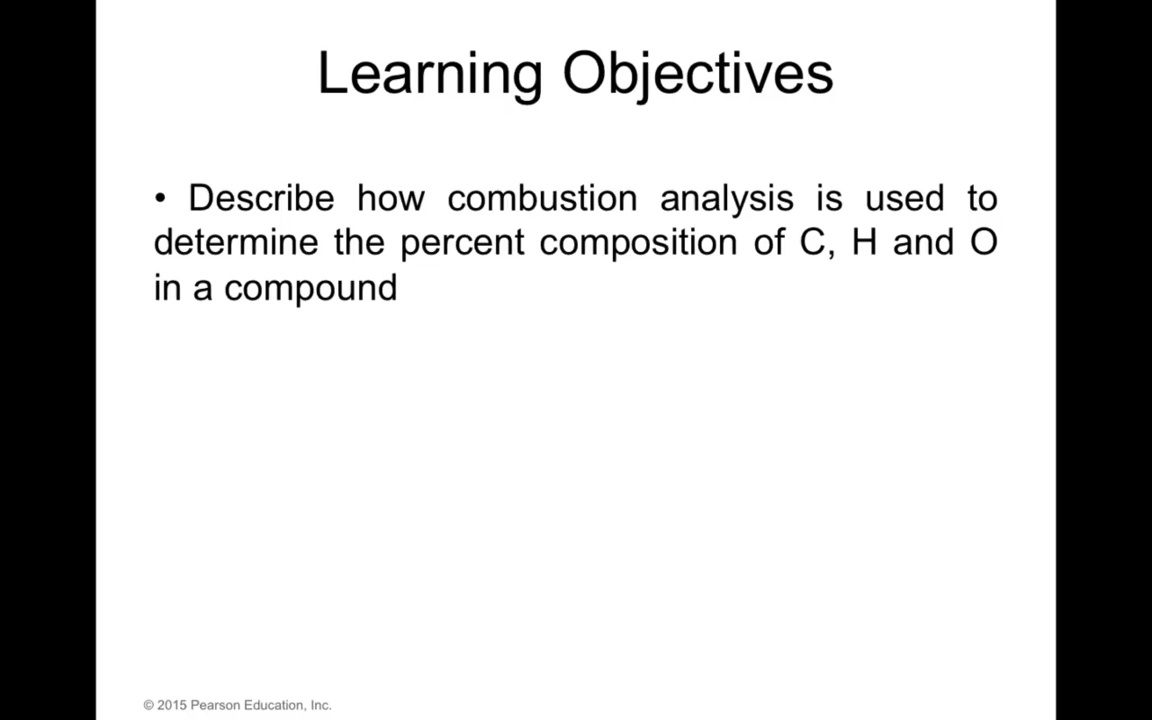 Learning Objectives
• Describe how combustion analysis is used to
determine the percent composition of C, H and O
in a compound
© 2015 Pearson Education, Inc.